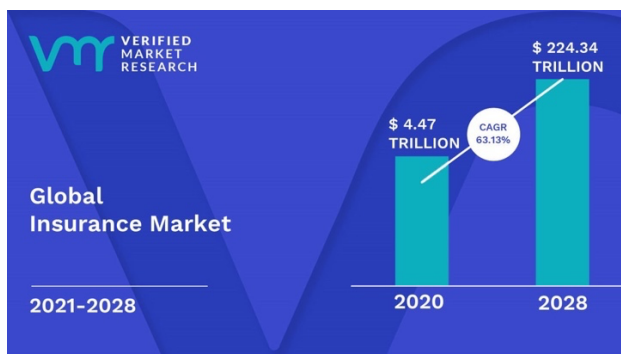 vmr
VERIFIED
MARKET
RESEARCH
Global
Insurance Market
2021-2028
$ 4.47
TRILLION
CAGR
63.13%
$ 224.34
TRILLION
2020
2028